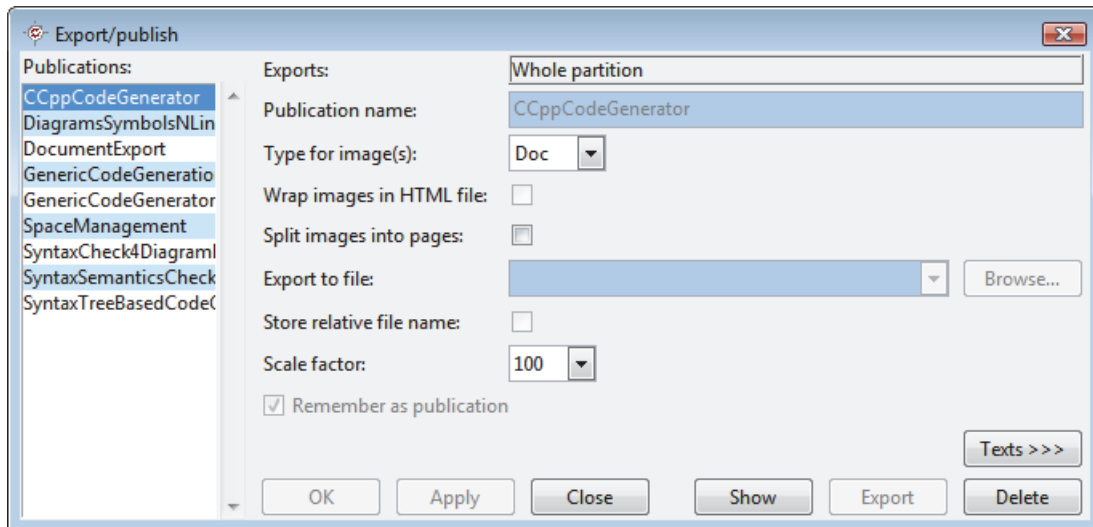 Export/publish
Publications:
CCppCodeGenerator
DiagramsSymbolsNLin
DocumentExport
GenericCodeGeneratio
GenericCodeGenerator
SpaceManagement
SyntaxCheck4Diagraml
SyntaxSemanticsCheck
SyntaxTreeBasedCodeG
Exports: Whole partition
Publication name: CCppCodeGenerator
Type for image(s): Doc
Wrap images in HTML file:
Split images into pages:
Export to file: Browse...
Store relative file name:
Scale factor: 100
Remember as publication
Texts >>>
OK Apply Close Show Export Delete